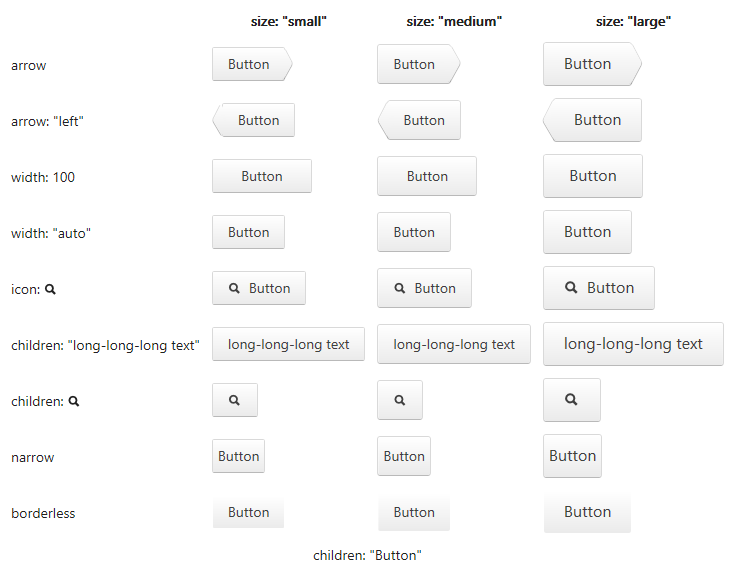 size: "small" size: "medium" size: "large"
arrow Button Button Button
arrow: "left" Button Button Button
width: 100 Button Button Button
width: "auto" Button Button Button
icon: Button Button Button
children: "long-long-long text" long-long-long text long-long-long text long-long-long text
children:
narrow Button Button Button
borderless Button Button Button
children: "Button"